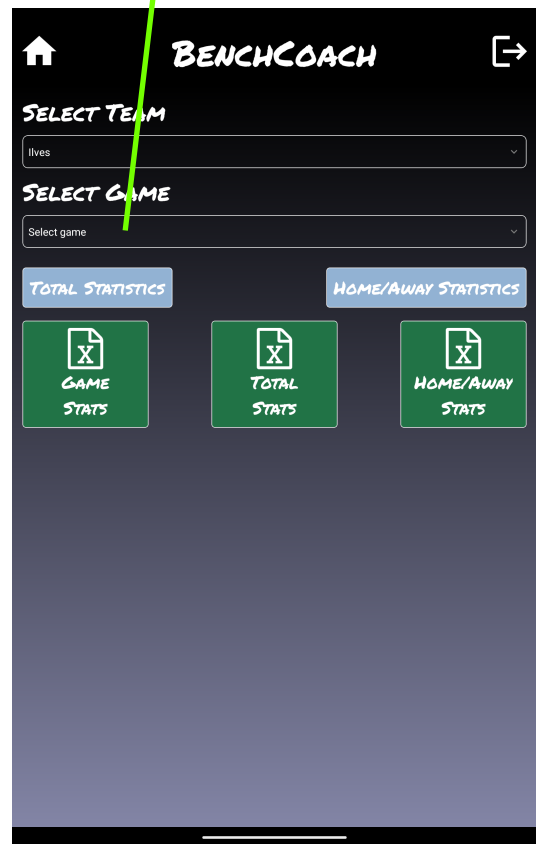 BenchCoach
Select Team
Ilves
Select Game
Select game
Total Statistics
Home/Away Statistics
X
Game
Stats
X
Total
Stats
X
Home/Away
Stats